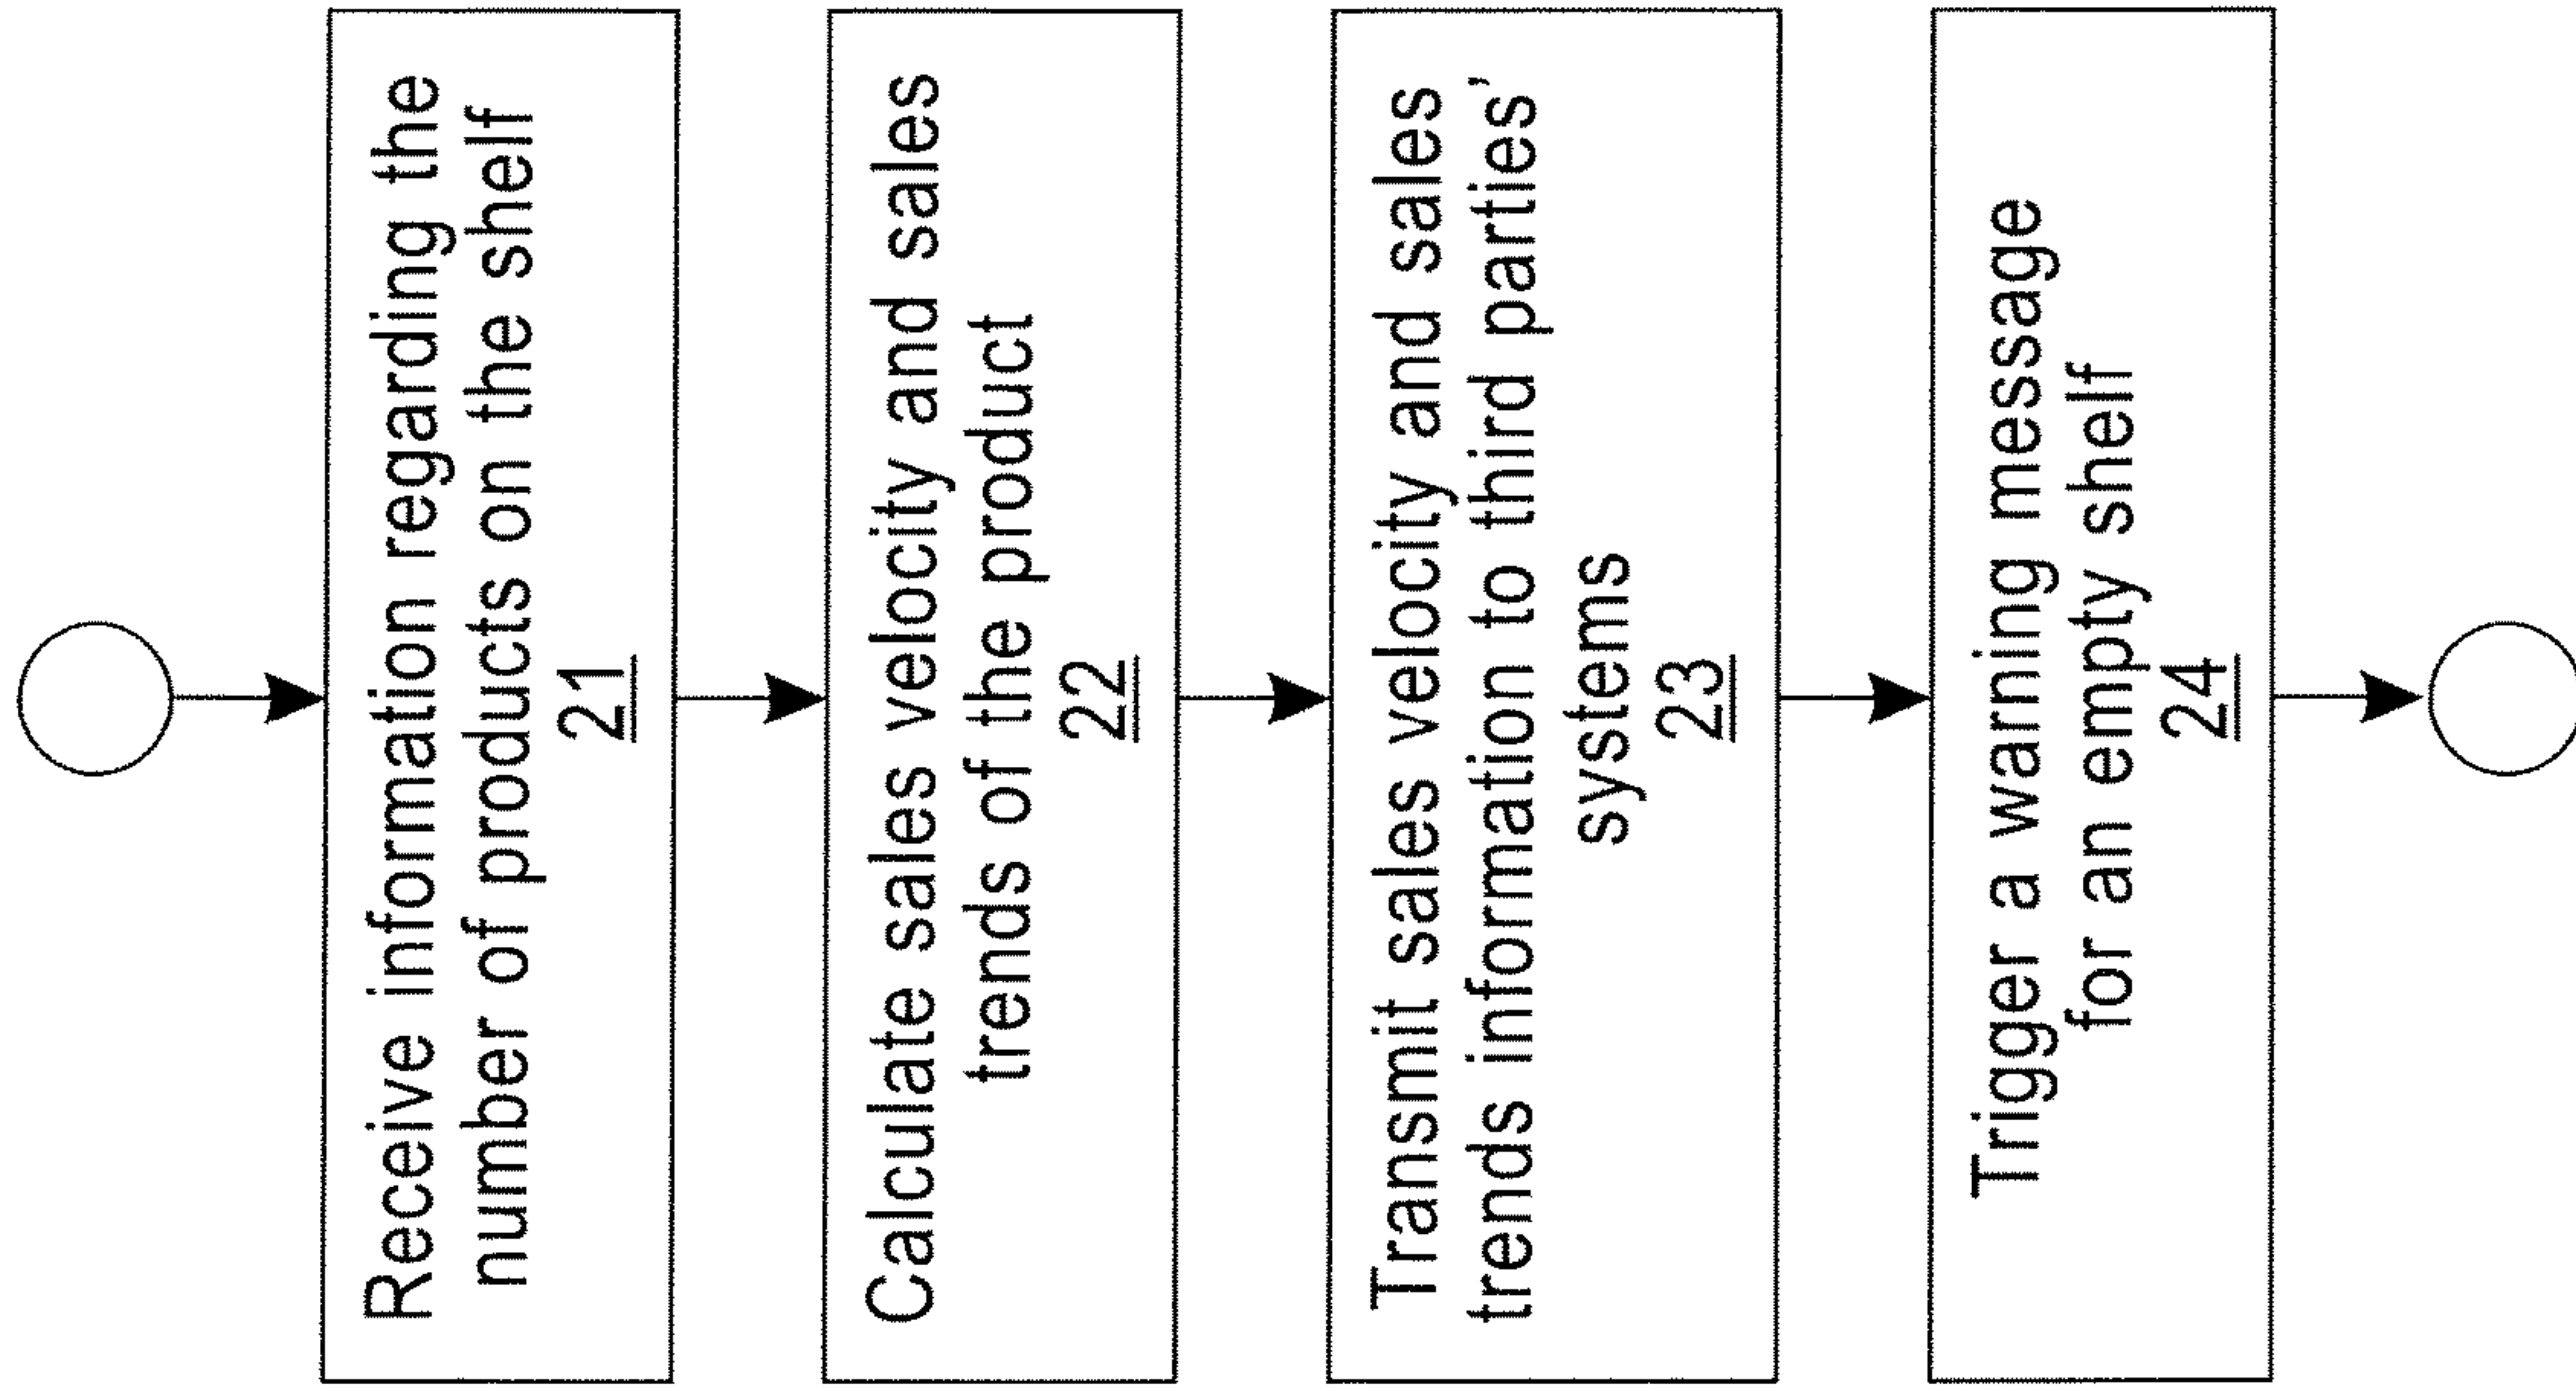 Receive information regarding the
number of products on the shelf
21
Calculate sales velocity and sales
trends of the product
22
Transmit sales velocity and sales
trends information to third parties'
systems
23
Trigger a warning message
for an empty shelf
24